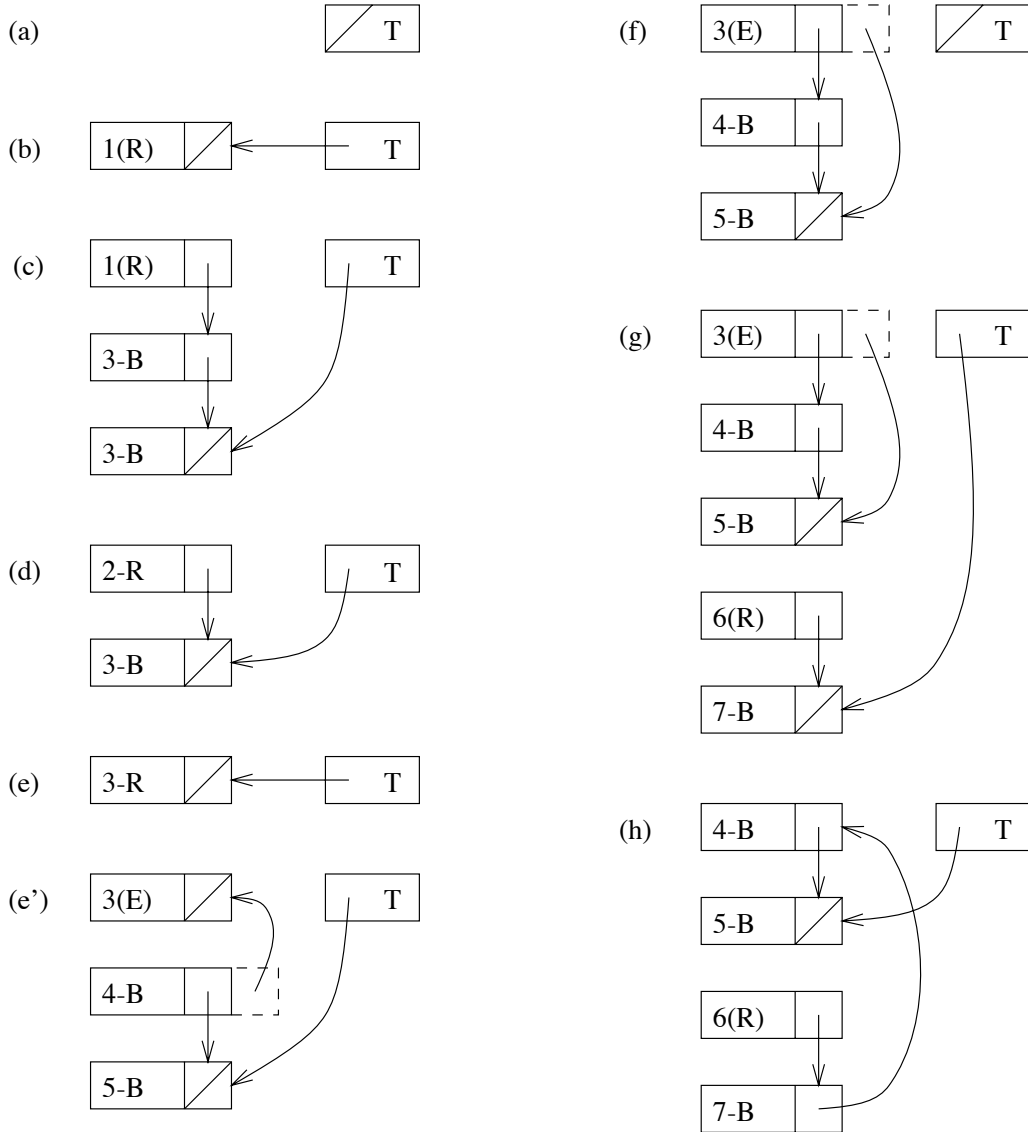 (a) T
(b) 1(R) T
(c) 1(R) T
3-B
3-B
(d) 2-R T
3-B
(e) 3-R T
(e’) 3(E) T
4-B
5-B
(f) 3(E) T
4-B
5-B
(g) 3(E) T
4-B
5-B
6(R)
7-B
(h) 4-B T
5-B
6(R)
7-B